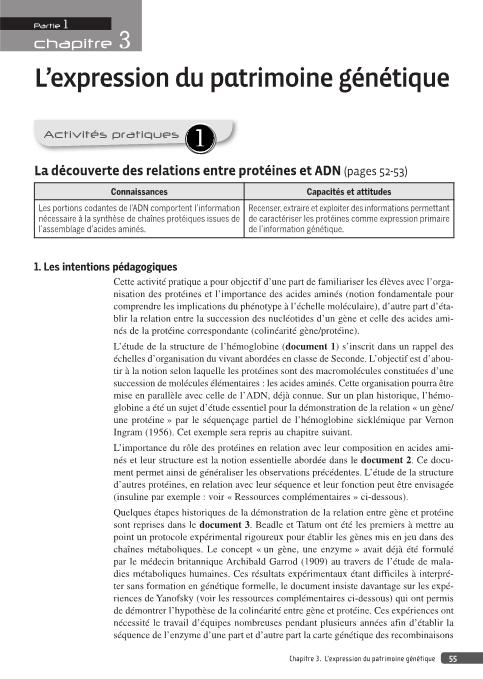 Partie 1
chapitre 3
L'expression du patrimoine génétique
Activités pratiques 1
La découverte des relations entre protéines et ADN (pages 52-53)
Connaissances
Capacités et attitudes
Les portions codantes de l'ADN comportent l'information
nécessaire à la synthèse de chaînes protéiques issues de
l'assemblage d'acides aminés.
Recenser, extraire et exploiter des informations permettant
de caractériser les protéines comme expression primaire
de l'information génétique.
1. Les intentions pédagogiques
Cette activité pratique a pour objectif d'une part de familiariser les élèves avec l'orga-
nisation des protéines et l'importance des acides aminés (notion fondamentale pour
comprendre les implications du phénotype à l'échelle moléculaire), d'autre part d'éta-
blir la relation entre la succession des nucléotides d'un gène et celle des acides ami-
nés de la protéine correspondante (colinéarité gène/protéine).
L'étude de la structure de l'hémoglobine (document 1) s'inscrit dans un rappel des
échelles d'organisation du vivant abordées en classe de Seconde. L'objectif est d'abou-
tir à la notion selon laquelle les protéines sont des macromolécules constituées d'une
succession de molécules élémentaires : les acides aminés. Cette organisation pourra être
mise en parallèle avec celle de l'ADN, déjà connue. Sur un plan historique, l'hémo-
globine a été un sujet d'étude essentiel pour la démonstration de la relation « un gène/
une protéine » par le séquençage partiel de l'hémoglobine sicklémique par Vernon
Ingram (1956). Cet exemple sera repris au chapitre suivant.
L'importance du rôle des protéines en relation avec leur composition en acides ami-
nés et leur structure est la notion essentielle abordée dans le document 2. Ce docu-
ment permet ainsi de généraliser les observations précédentes. L'étude de la structure
d'autres protéines, en relation avec leur séquence et leur fonction peut être envisagée
(insuline par exemple : voir « Ressources complémentaires » ci-dessous).
Quelques étapes historiques de la démonstration de la relation entre gène et protéine
sont reprises dans le document 3. Beadle et Tatum ont été les premiers à mettre au
point un protocole expérimental rigoureux pour établir les gènes mis en jeu dans des
chaînes métaboliques. Le concept « un gène, une enzyme » avait déjà été formulé
par le médecin britannique Archibald Garrod (1909) au travers de l'étude de mala-
dies métaboliques humaines. Ces résultats expérimentaux étant difficiles à interpré-
ter sans formation en génétique formelle, le document insiste davantage sur les expé-
riences de Yanofsky (voir les ressources complémentaires ci-dessous) qui ont permis
de démontrer l'hypothèse de la colinéarité entre gène et protéine. Ces expériences ont
nécessité le travail d'équipes nombreuses pendant plusieurs années afin d'établir la
séquence de l'enzyme d'une part et d'autre part la carte génétique des recombinaisons
Chapitre 3. L'expression du patrimoine génétique 55